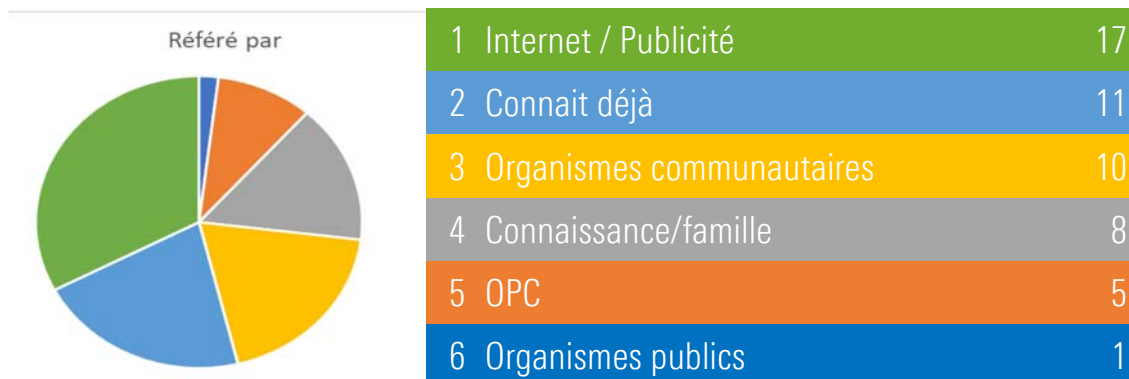 Référé par
1 Internet / Publicité 17
2 Connait déjà 11
3 Organismes communautaires 10
4 Connaissance/famille 8
5 OPC 5
6 Organismes publics 1